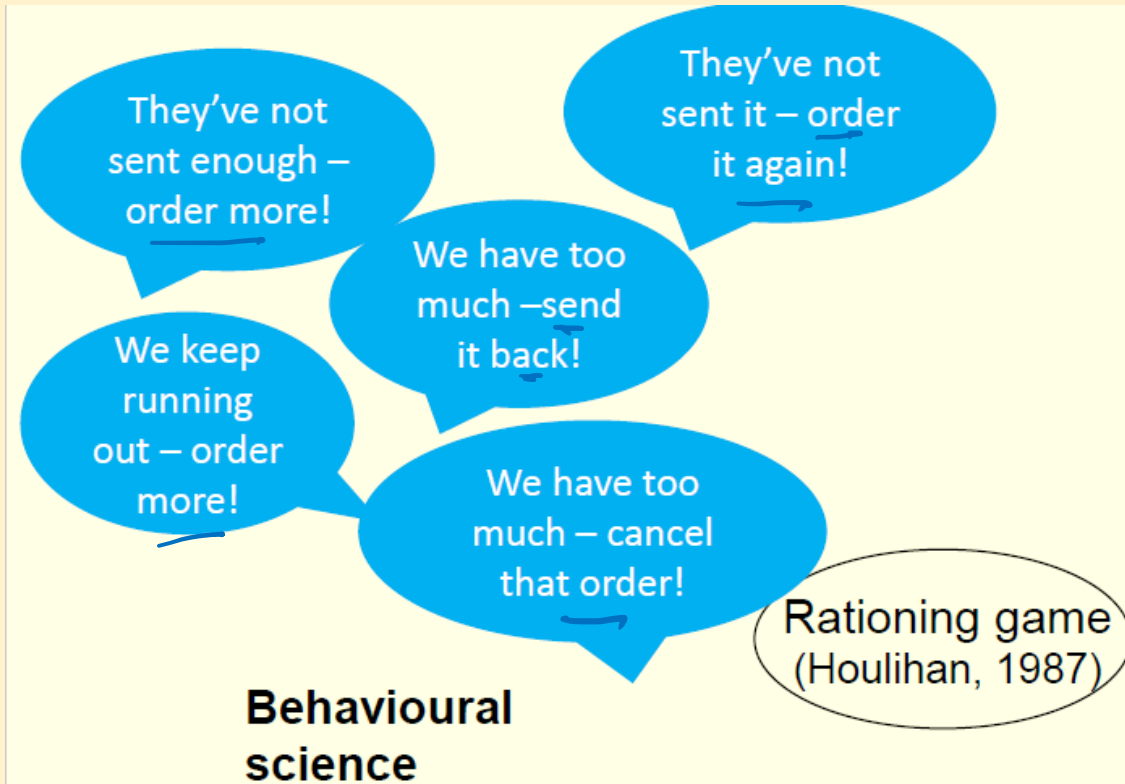 They’ve not
sent enough –
order more!
They’ve not
sent it – order
it again!
We have too
much –send
it back!
We keep
running
out – order
more!
We have too
much – cancel
that order!
Rationing game
(Houlihan, 1987)
Behavioural
science